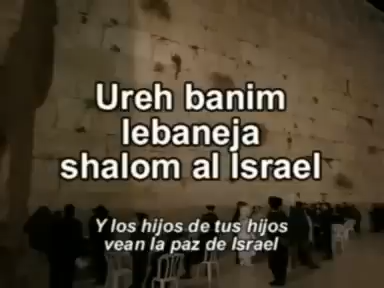 Ureh banim
lebaneja
shalom al Israel
Y los hijos de tus hijos
vean la paz de Israel